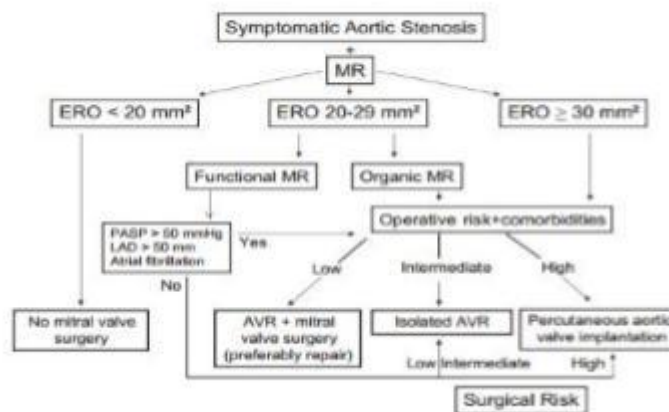 Symptomatic Aortic Stenosis
MR
ERO < 20 mm²
ERO 20-29 mm²
ERO ≥ 30 mm²
Functional MR
Organic MR
PASP > 50 mmHg
LAD > 50 mm
Atrial fibrillation
Yes
Operative risk+comorbidities
No
Low
Intermediate
High
No mitral valve
surgery
AVR + mitral
valve surgery
(preferably repair)
Isolated AVR
Percutaneous aortic
valve implantation
Low
Intermediate
High
Surgical Risk